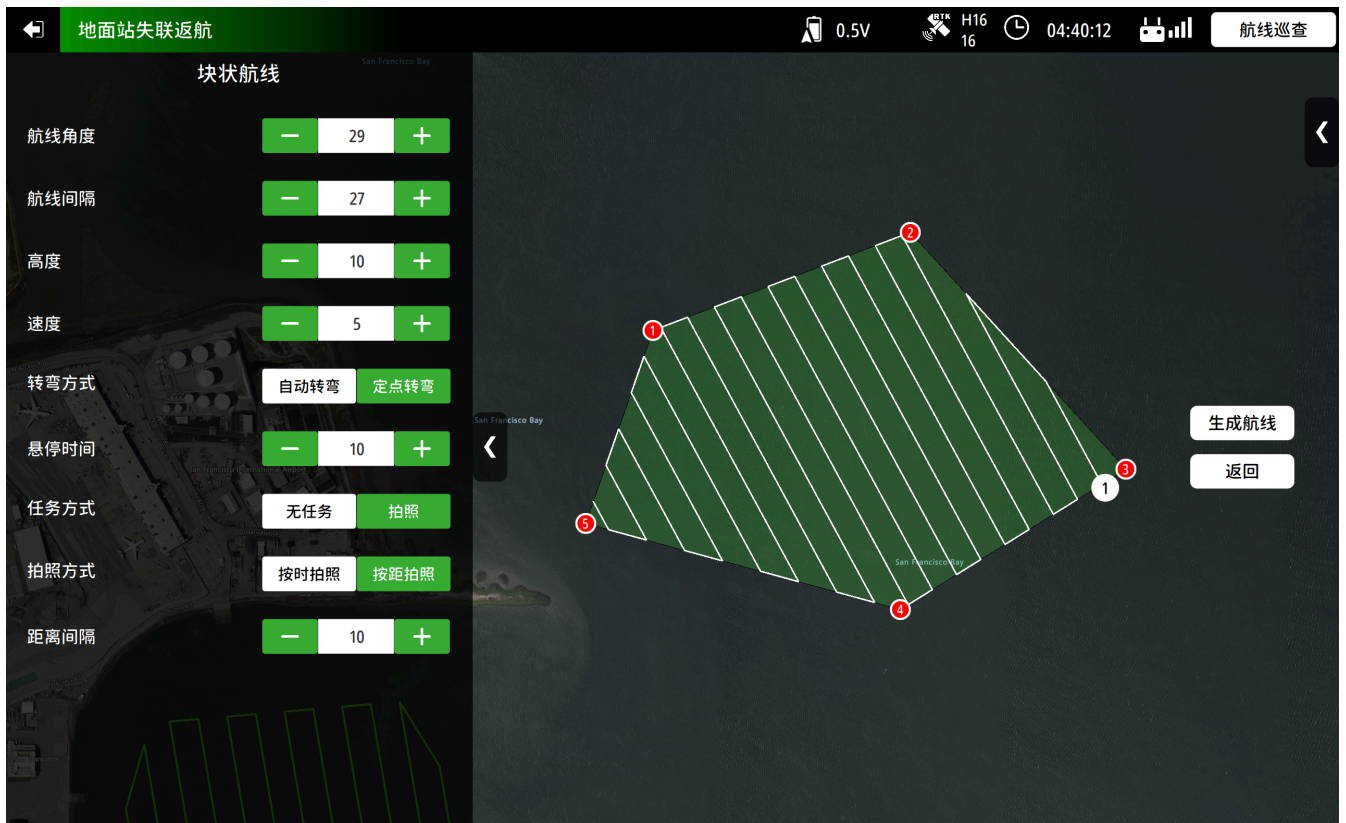 地面站失联返航
0.5V
RTK
H16
16
04:40:12
航线巡查
块状航线
San Francisco Bay
航线角度
29
航线间隔
27
高度
10
速度
5
转弯方式
自动转弯
定点转弯
悬停时间
10
San Francisco International Airport
任务方式
无任务
拍照
拍照方式
按时拍照
按距拍照
距离间隔
10
San Francisco Bay
2
1
3
1
5
San Francisco Bay
4
生成航线
返回